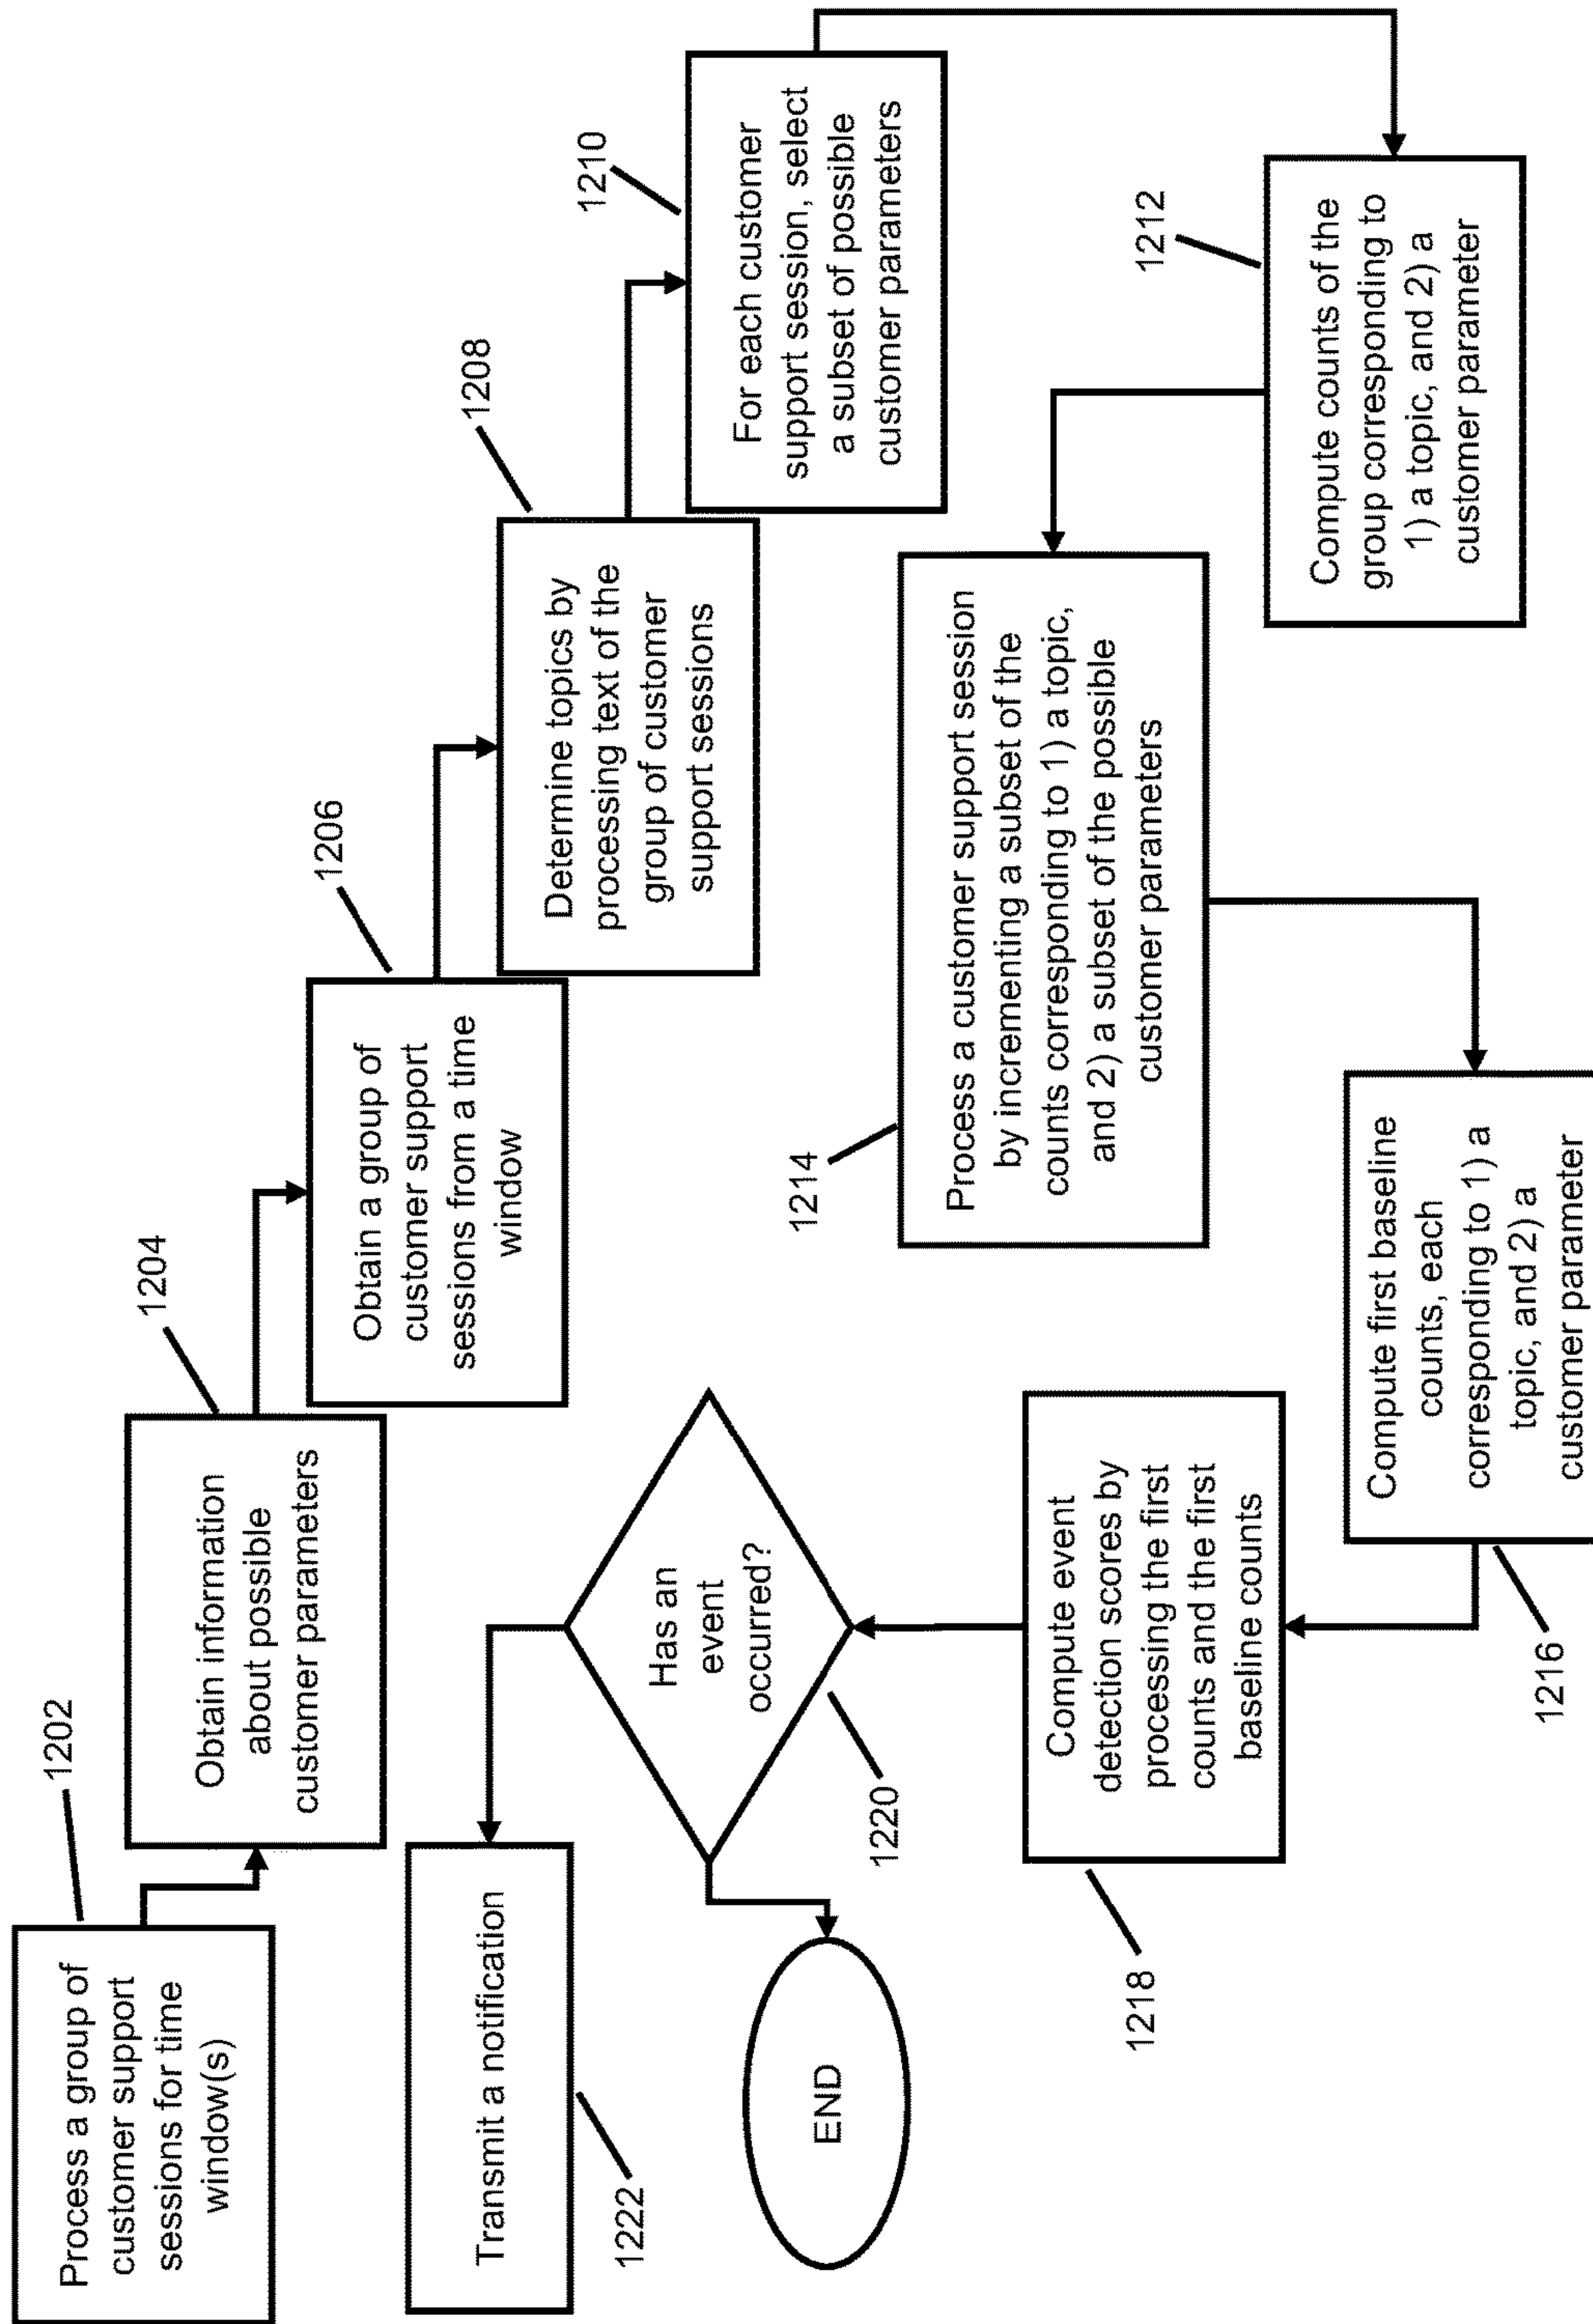 1202
Process a group of
customer support
sessions for time
window(s)
1204
Obtain information
about possible
customer parameters
1206
Obtain a group of
customer support
sessions from a time
window
1208
Determine topics by
processing text of the
group of customer
support sessions
1210
For each customer
support session, select
a subset of possible
customer parameters
1212
Compute counts of the
group corresponding to
1) a topic, and 2) a
customer parameter
1214
Process a customer support session
by incrementing a subset of the
counts corresponding to 1) a topic,
and 2) a subset of the possible
customer parameters
1216
Compute first baseline
counts, each
corresponding to 1) a
topic, and 2) a
customer parameter
1218
Compute event
detection scores by
processing the first
counts and the first
baseline counts
1220
Has an
event
occurred?
1222
Transmit a notification
END